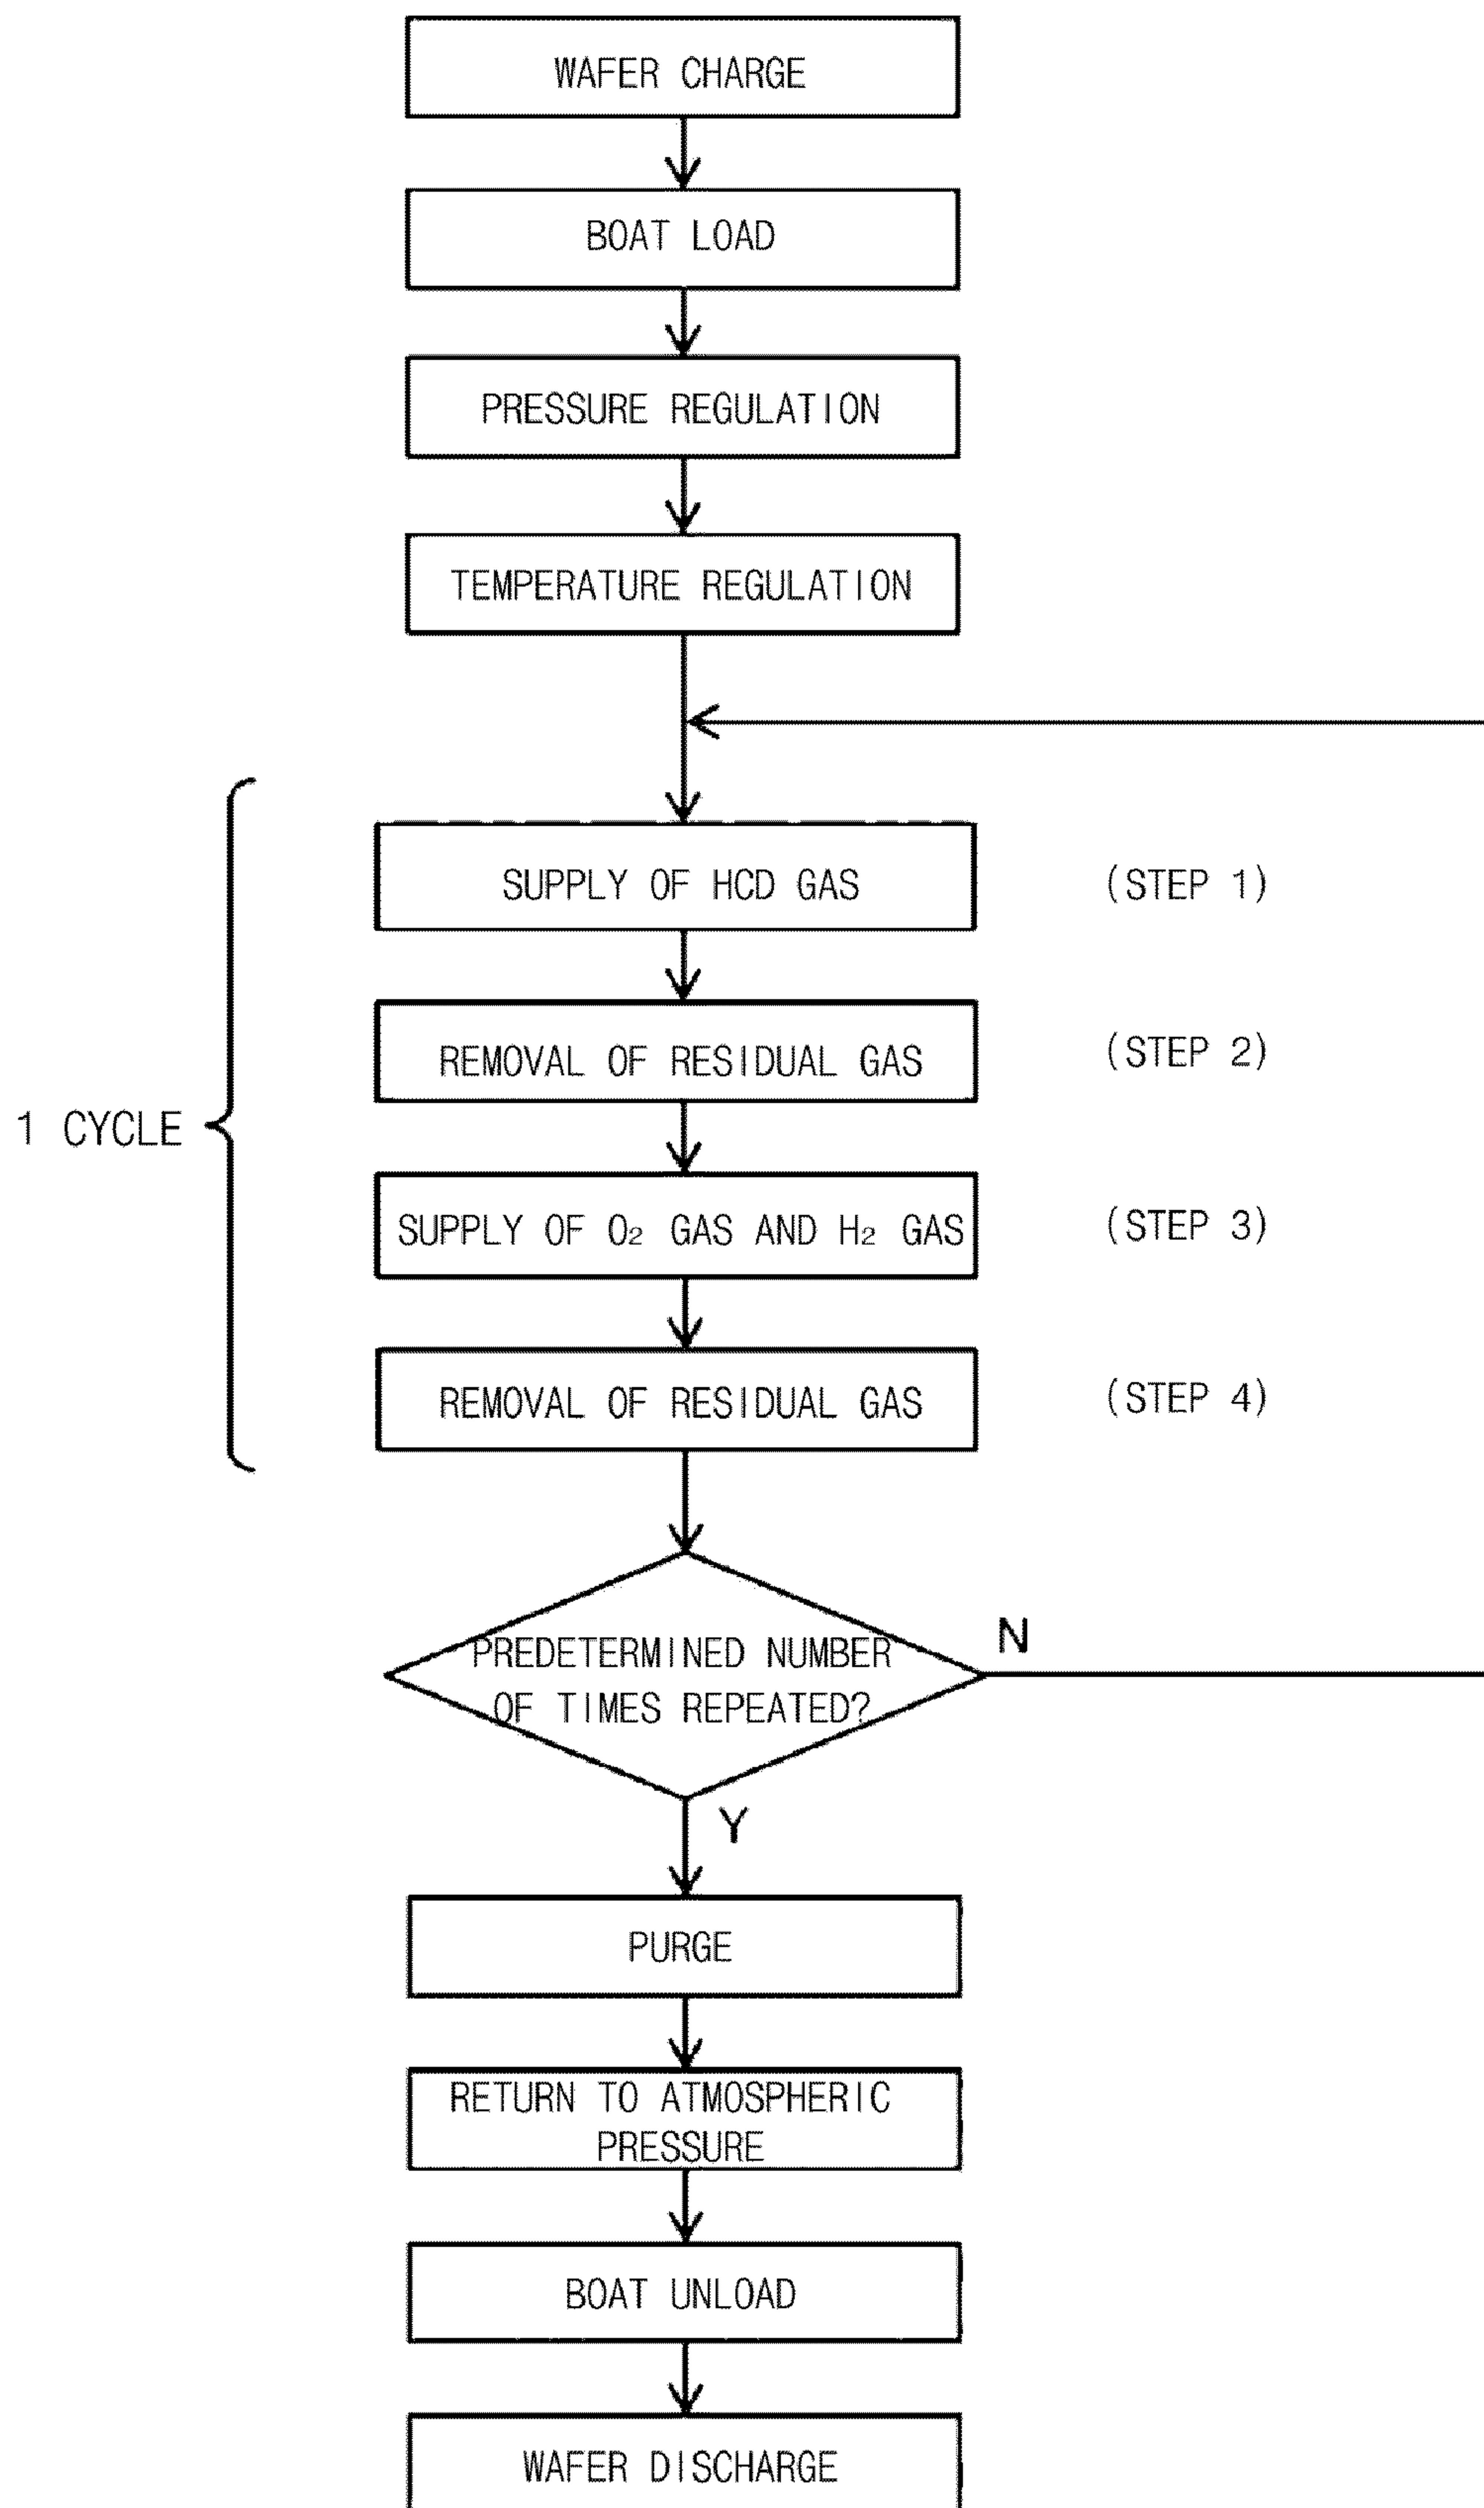 WAFER CHARGE
BOAT LOAD
PRESSURE REGULATION
TEMPERATURE REGULATION
SUPPLY OF HCD GAS (STEP 1)
REMOVAL OF RESIDUAL GAS (STEP 2)
1 CYCLE
SUPPLY OF O₂ GAS AND H₂ GAS (STEP 3)
REMOVAL OF RESIDUAL GAS (STEP 4)
PREDETERMINED NUMBER
OF TIMES REPEATED?
N
Y
PURGE
RETURN TO ATMOSPHERIC
PRESSURE
BOAT UNLOAD
WAFER DISCHARGE